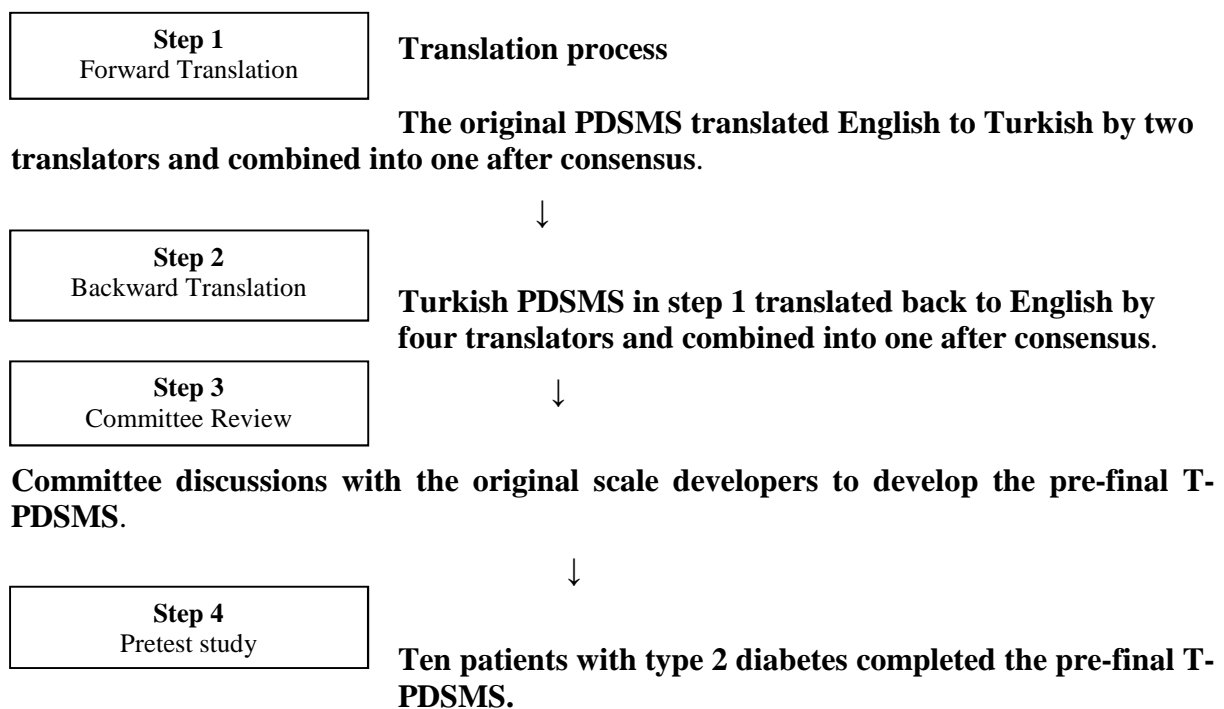 Step 1
Forward Translation
Translation process
The original PDSMS translated English to Turkish by two
translators and combined into one after consensus.
↓
Step 2
Backward Translation
Turkish PDSMS in step 1 translated back to English by
four translators and combined into one after consensus.
Step 3
Committee Review
↓
Committee discussions with the original scale developers to develop the pre-final T-
PDSMS.
↓
Step 4
Pretest study
Ten patients with type 2 diabetes completed the pre-final T-
PDSMS.